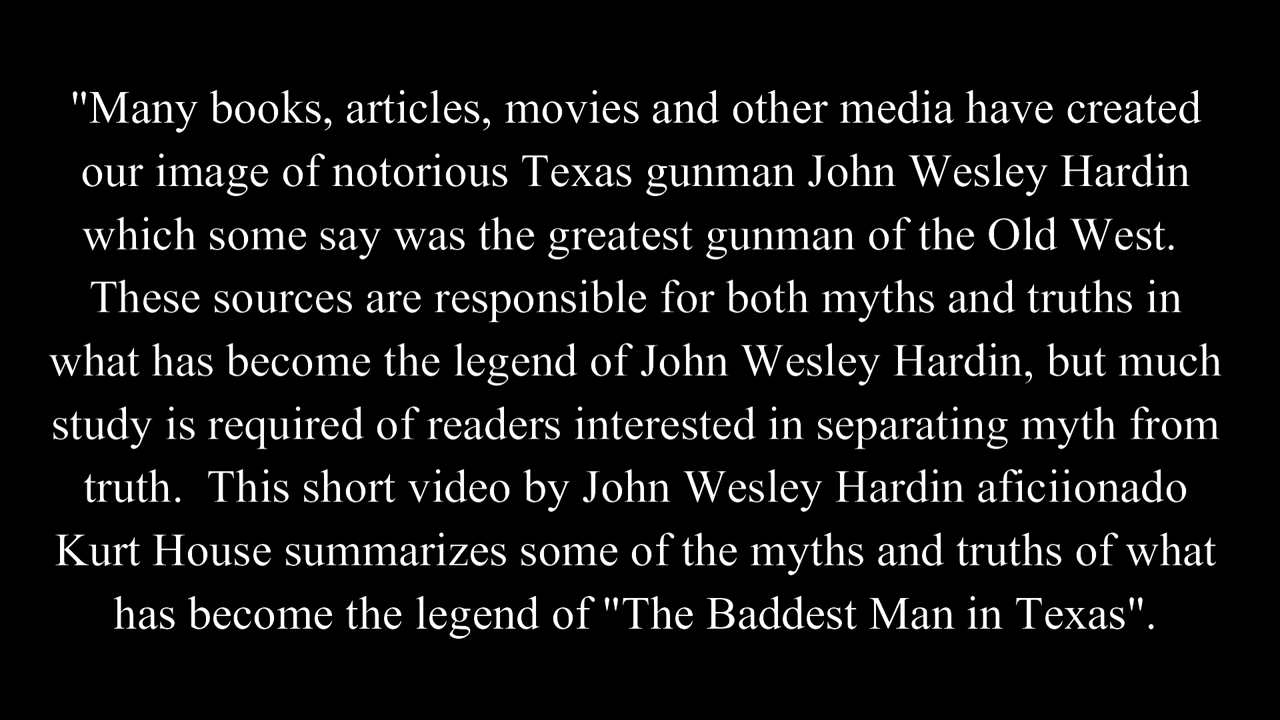 "Many books, articles, movies and other media have created
our image of notorious Texas gunman John Wesley Hardin
which some say was the greatest gunman of the Old West.
These sources are responsible for both myths and truths in
what has become the legend of John Wesley Hardin, but much
study is required of readers interested in separating myth from
truth.  This short video by John Wesley Hardin aficiionado
Kurt House summarizes some of the myths and truths of what
has become the legend of "The Baddest Man in Texas".